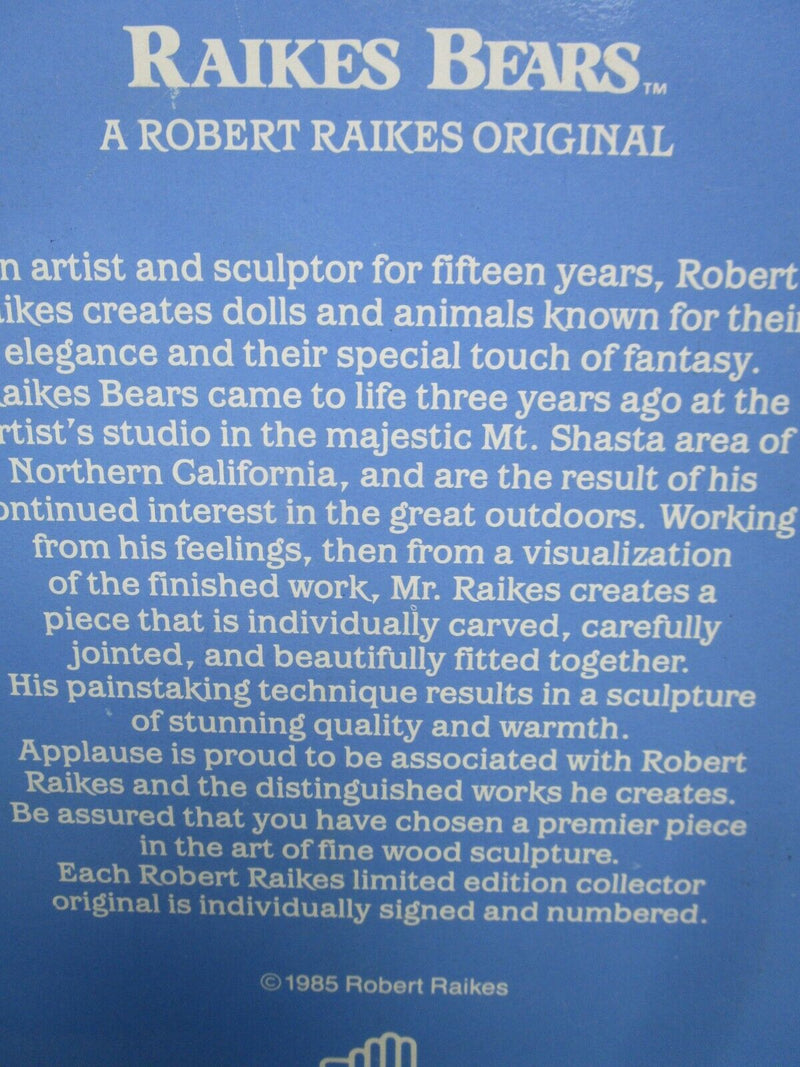 RAIKES BEARS™
A ROBERT RAIKES ORIGINAL
n artist and sculptor for fifteen years, Robert
aikes creates dolls and animals known for their
elegance and their special touch of fantasy.
aikes Bears came to life three years ago at the
rtist's studio in the majestic Mt. Shasta area of
Northern California, and are the result of his
ontinued interest in the great outdoors. Working
from his feelings, then from a visualization
of the finished work, Mr. Raikes creates a
piece that is individually carved, carefully
jointed, and beautifully fitted together.
His painstaking technique results in a sculpture
of stunning quality and warmth.
Applause is proud to be associated with Robert
Raikes and the distinguished works he creates.
Be assured that you have chosen a premier piece
in the art of fine wood sculpture.
Each Robert Raikes limited edition collector
original is individually signed and numbered.
©1985 Robert Raikes